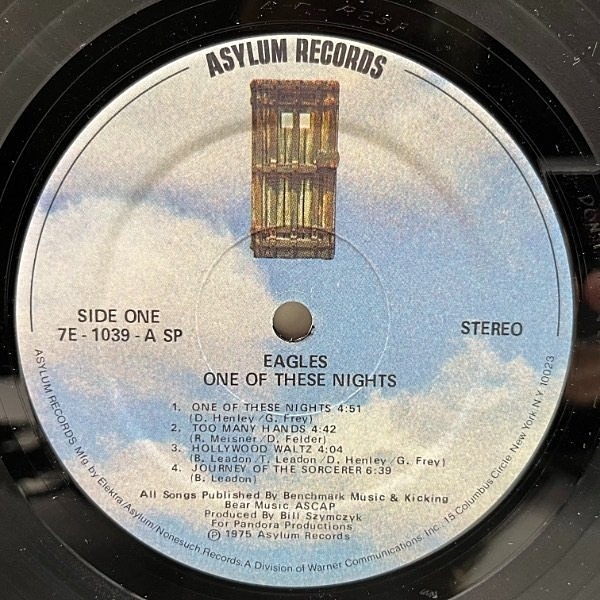 ASYLUM RECORDS
SIDE ONE
7E - 1039 - A SP
STEREO
EAGLES
ONE OF THESE NIGHTS
1. ONE OF THESE NIGHTS 4:51
(D. Henley/G. Frey)
2. TOO MANY HANDS 4:42
(R. Meisner/D. Felder)
3. HOLLYWOOD WALTZ 4:04
(B. Leadon/T. Leadon/D. Henley/G. Frey)
4. JOURNEY OF THE SORCERER 6:39
(B. Leadon)
All Songs Published By Benchmark Music & Kicking
Bear Music ASCAP
Produced By Bill Szymczyk
For Pandora Productions
Ⓟ 1975 Asylum Records
ASYLUM RECORDS Mfg. by Elektra/Asylum/Nonesuch Records, A Division of Warner Communications, Inc. 15 Columbus Circle, New York N.Y. 10023